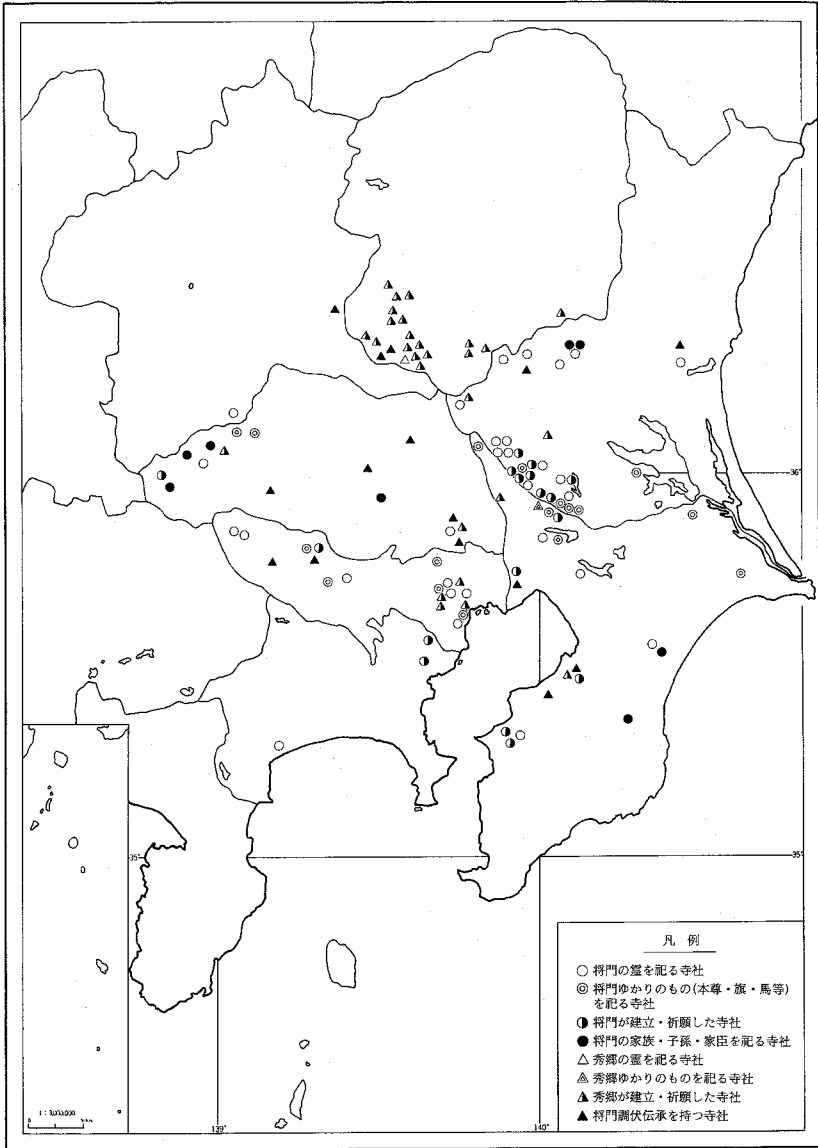 36°
35°
35°
凡例
○ 将門の霊を祀る寺社
◎ 将門ゆかりのもの(本尊・旗・馬等)
を祀る寺社
◑ 将門が建立・祈願した寺社
● 将門の家族・子孫・家臣を祀る寺社
△ 秀郷の霊を祀る寺社
秀郷ゆかりのものを祀る寺社
秀郷が建立・祈願した寺社
▲ 将門調伏伝承を持つ寺社
139°
140°